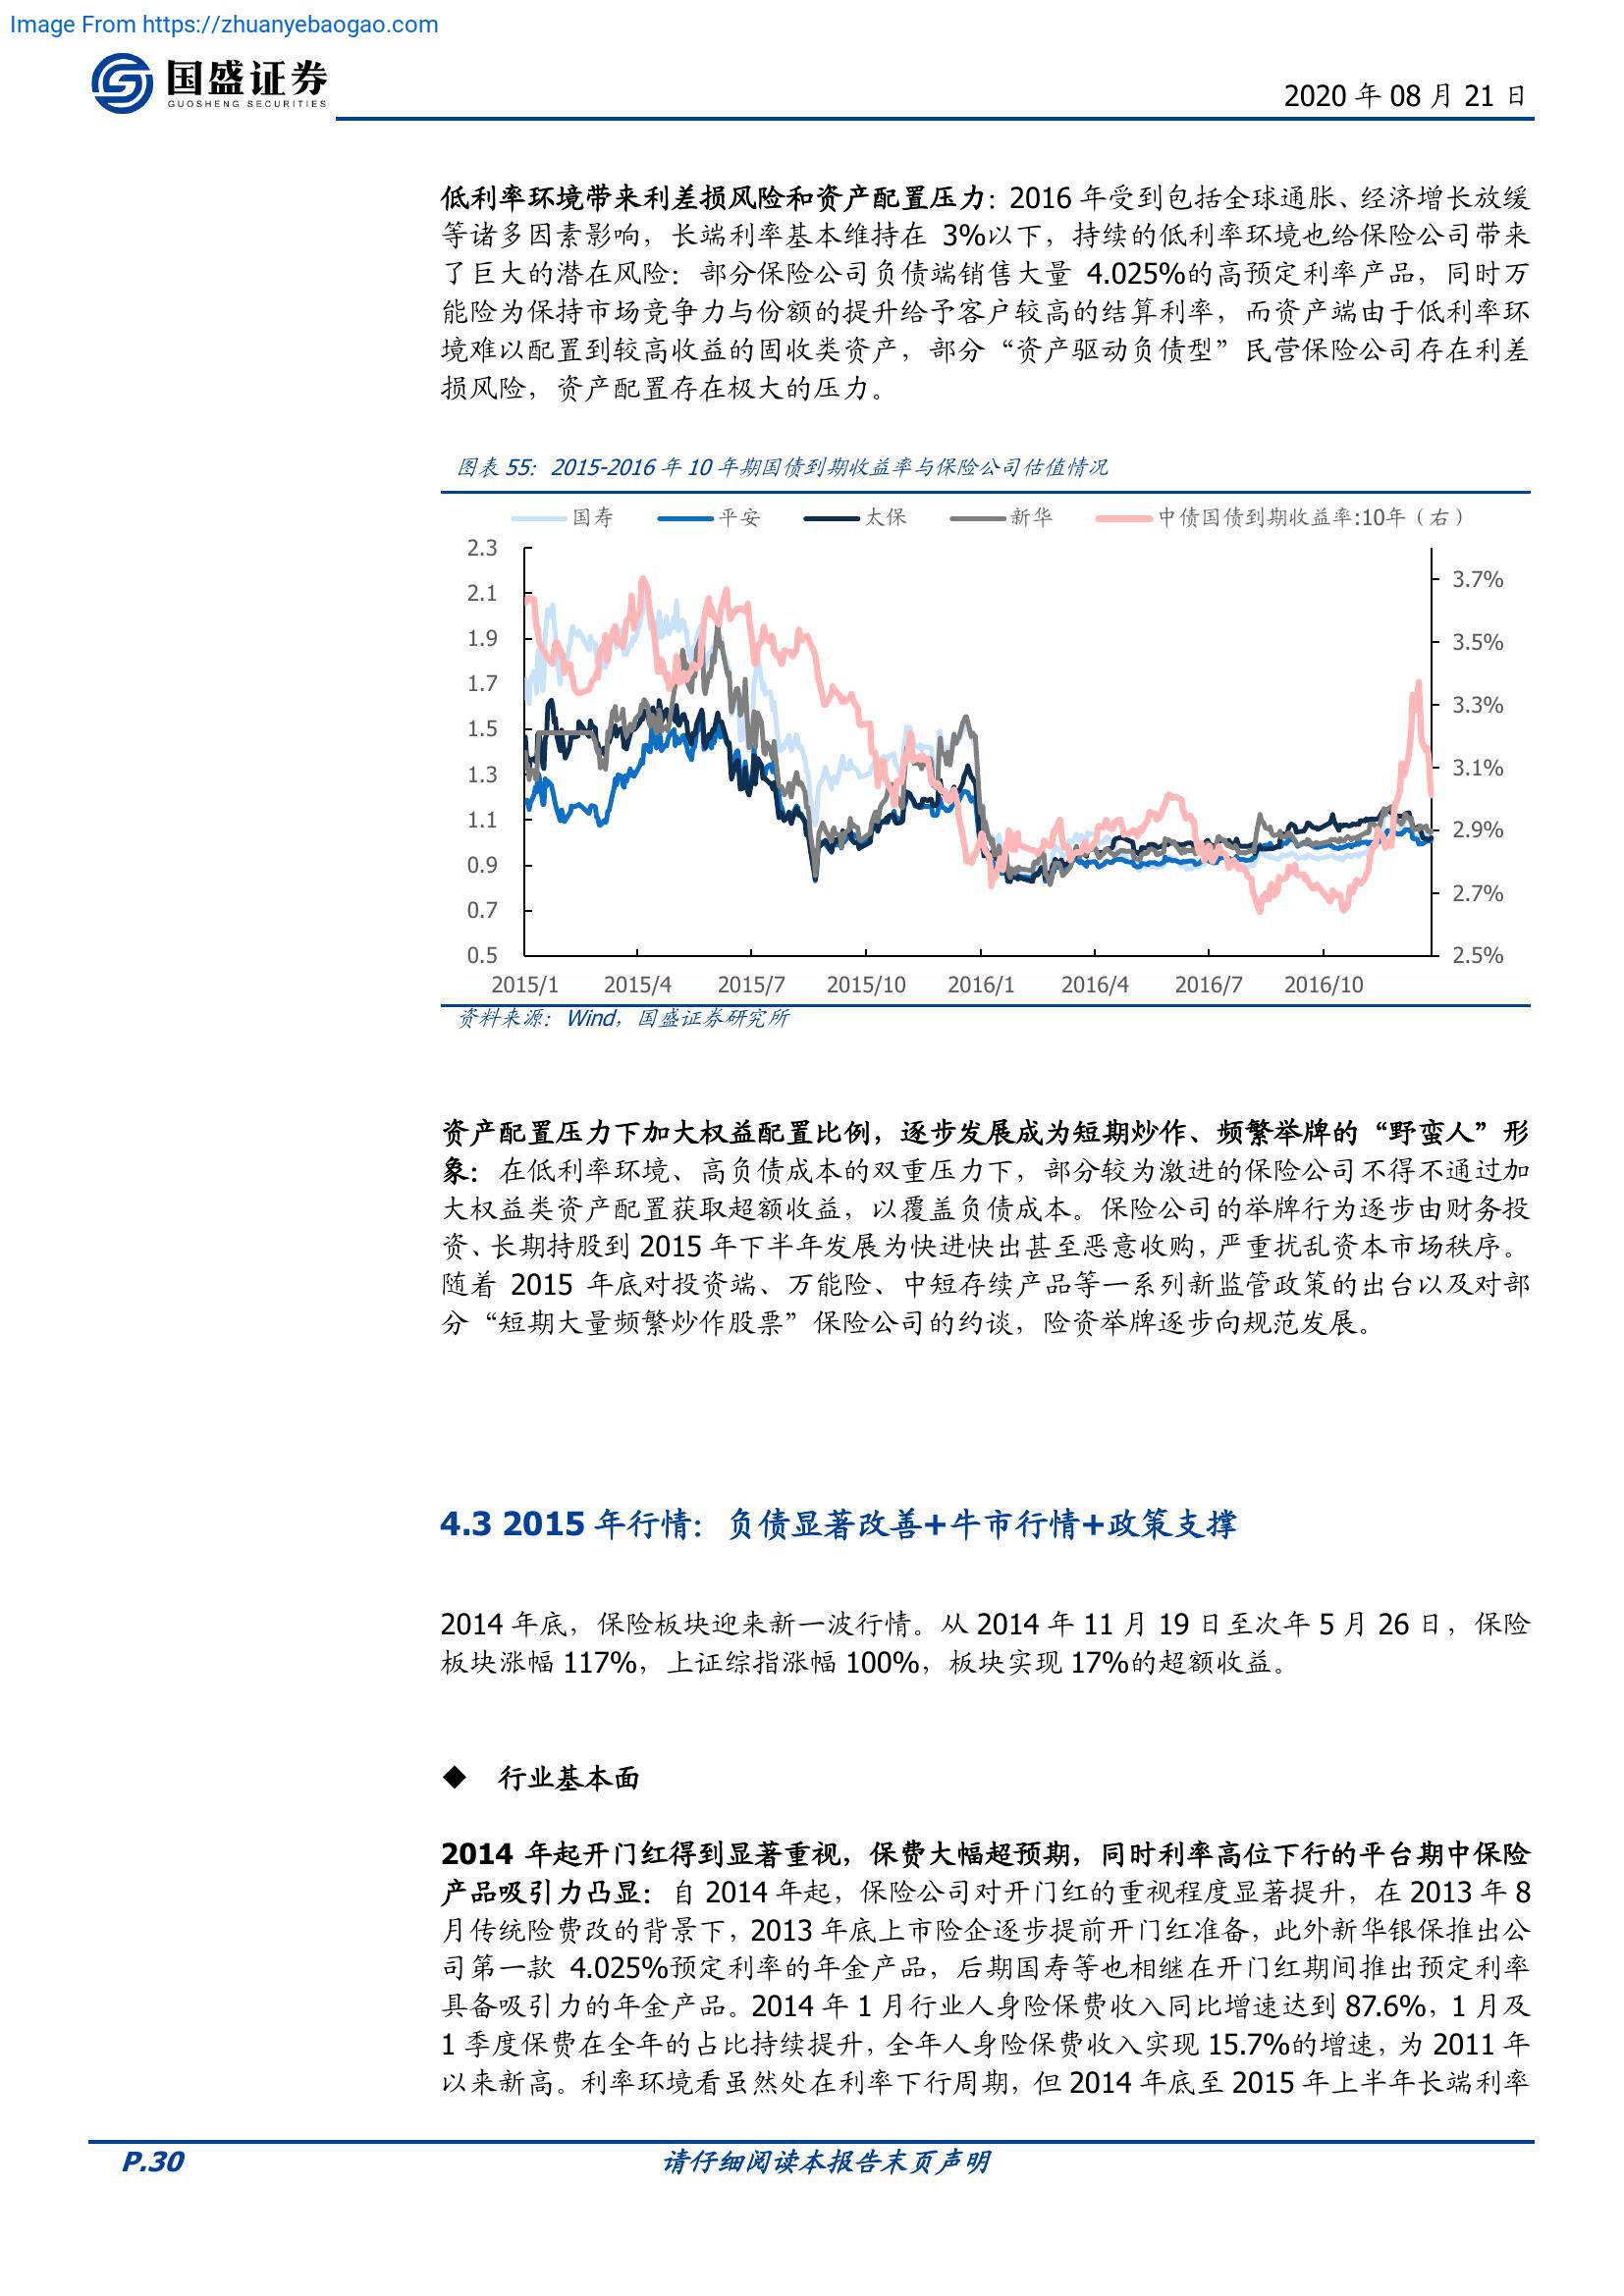 Image From https://zhuanyebaogao.com
国盛证券
GUOSHENG SECURITIES
2020 年 08 月 21 日
低利率环境带来利差损风险和资产配置压力：2016 年受到包括全球通胀、经济增长放缓
等诸多因素影响，长端利率基本维持在 3%以下，持续的低利率环境也给保险公司带来
了巨大的潜在风险：部分保险公司负债端销售大量 4.025%的高预定利率产品，同时万
能险为保持市场竞争力与份额的提升给予客户较高的结算利率，而资产端由于低利率环
境难以配置到较高收益的固收类资产，部分“资产驱动负债型”民营保险公司存在利差
损风险，资产配置存在极大的压力。
图表 55：2015-2016 年 10 年期国债到期收益率与保险公司估值情况
国寿 平安 太保 新华 中债国债到期收益率:10年（右）
2.3
2.1
1.9
1.7
1.5
1.3
1.1
0.9
0.7
0.5
3.7%
3.5%
3.3%
3.1%
2.9%
2.7%
2.5%
2015/1 2015/4 2015/7 2015/10 2016/1 2016/4 2016/7 2016/10
资料来源：Wind，国盛证券研究所
资产配置压力下加大权益配置比例，逐步发展成为短期炒作、频繁举牌的“野蛮人”形
象：在低利率环境、高负债成本的双重压力下，部分较为激进的保险公司不得不通过加
大权益类资产配置获取超额收益，以覆盖负债成本。保险公司的举牌行为逐步由财务投
资、长期持股到 2015 年下半年发展为快进快出甚至恶意收购，严重扰乱资本市场秩序。
随着 2015 年底对投资端、万能险、中短存续产品等一系列新监管政策的出台以及对部
分“短期大量频繁炒作股票”保险公司的约谈，险资举牌逐步向规范发展。
4.3 2015 年行情：负债显著改善+牛市行情+政策支撑
2014 年底，保险板块迎来新一波行情。从 2014 年 11 月 19 日至次年 5 月 26 日，保险
板块涨幅 117%，上证综指涨幅 100%，板块实现 17%的超额收益。
◆ 行业基本面
2014 年起开门红得到显著重视，保费大幅超预期，同时利率高位下行的平台期中保险
产品吸引力凸显：自 2014 年起，保险公司对开门红的重视程度显著提升，在 2013 年 8
月传统险费改的背景下，2013 年底上市险企逐步提前开门红准备，此外新华银保推出公
司第一款 4.025%预定利率的年金产品，后期国寿等也相继在开门红期间推出预定利率
具备吸引力的年金产品。2014 年 1 月行业人身险保费收入同比增速达到 87.6%，1 月及
1 季度保费在全年的占比持续提升，全年人身险保费收入实现 15.7%的增速，为 2011 年
以来新高。利率环境看虽然处在利率下行周期，但 2014 年底至 2015 年上半年长端利率
P.30
请仔细阅读本报告末页声明